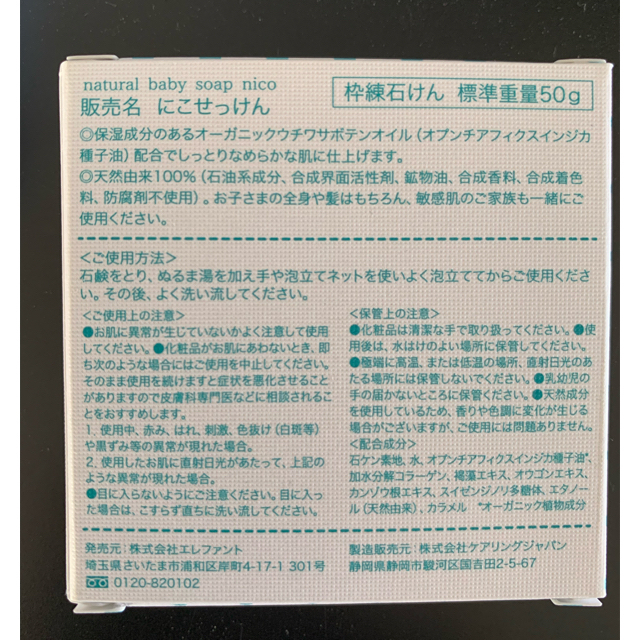 natural baby soap nico
販売名 にこせっけん
枠練石けん 標準重量50g
◎保湿成分のあるオーガニックウチワサボテンオイル（オプンチアフィクスインジカ
種子油）配合でしっとりなめらかな肌に仕上げます。
◎天然由来100%（石油系成分、合成界面活性剤、鉱物油、合成香料、合成着色
料、防腐剤不使用）。お子さまの全身や髪はもちろん、敏感肌のご家族も一緒にご
使用ください。
＜ご使用方法＞
石鹸をとり、ぬるま湯を加え手や泡立てネットを使いよく泡立ててからご使用くださ
い。その後、よく洗い流してください。
＜ご使用上の注意＞
●お肌に異常が生じていないかよく注意して使用
してください。●化粧品がお肌にあわないとき、即
ち次のような場合にはご使用を中止してください。
そのまま使用を続けますと症状を悪化させること
がありますので皮膚科専門医などに相談されるこ
とをおすすめします。
1. 使用中、赤み、はれ、刺激、色抜け（白斑等）
や黒ずみ等の異常が現れた場合。
2. 使用したお肌に直射日光があたって、上記の
ような異常が現れた場合。
●目に入らないようにご注意ください。目に入っ
た場合は、こすらず直ちに洗い流してください。
＜保管上の注意＞
●化粧品は清潔な手で取り扱ってください。●使
用後は、水はけのよい場所に保管してください。
●極端に高温、または低温の場所、直射日光のあ
たる場所には保管しないでください。●乳幼児の
手の届かないところに保管ください。●天然成分
を使用しているため、香りや色調に変化が生じる
場合がございますが、ご使用には問題ありません。
＜配合成分＞
石ケン素地、水、オプンチアフィクスインジカ種子油*、
加水分解コラーゲン、褐藻エキス、オウゴンエキス、
カンゾウ根エキス、スイゼンジノリ多糖体、エタノー
ル（天然由来）、カラメル *オーガニック植物成分
発売元：株式会社エレファント
埼玉県さいたま市浦和区岸町4-17-1 301号
0120-820102
製造販売元：株式会社ケアリングジャパン
静岡県静岡市駿河区国吉田2-5-67